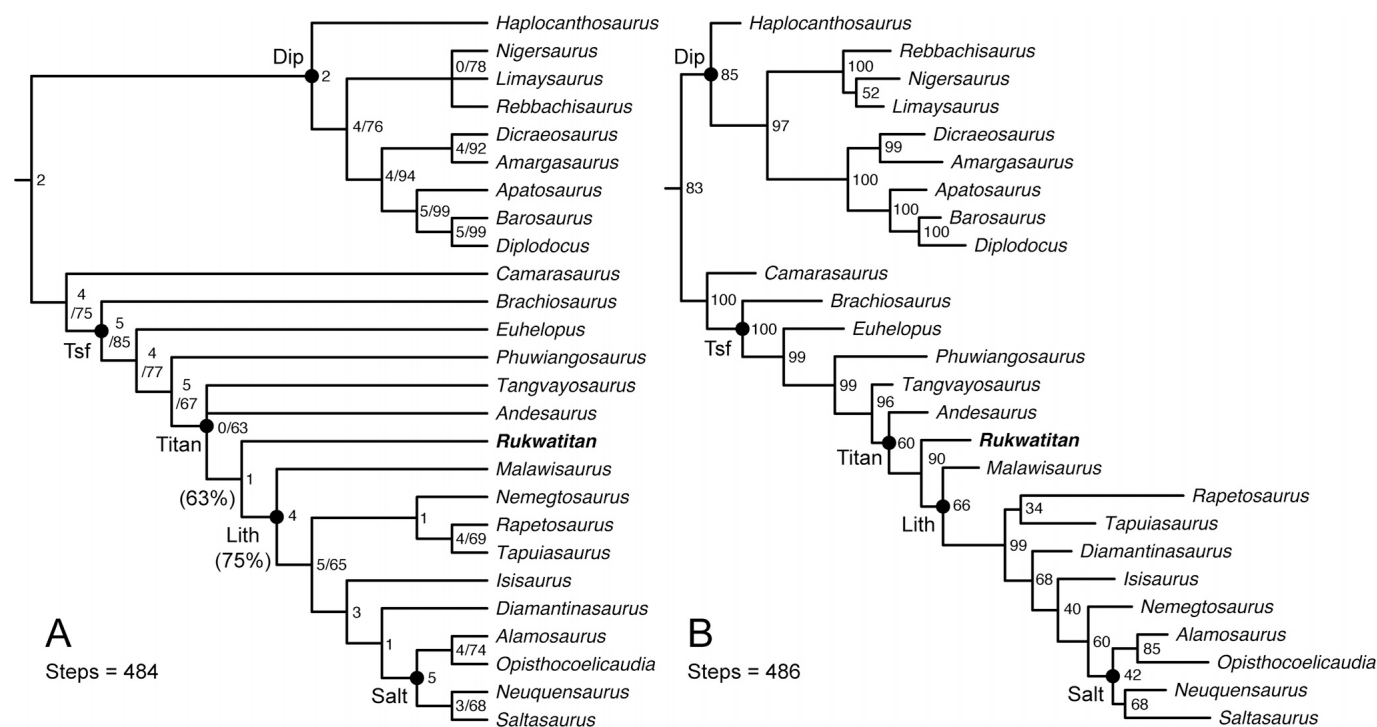 Haplocanthosaurus
Dip
2
Nigersaurus
0/78
Limaysaurus
Rebbachisaurus
4/76
Dicraeosaurus
4/92
Amargasaurus
4/94
2
Apatosaurus
5/99
Barosaurus
5/99
Diplodocus
Camarasaurus
4
/75
Brachiosaurus
5
/85
Tsf
Euhelopus
4
/77
Phuwiangosaurus
5
/67
Tangvayosaurus
Andesaurus
0/63
Titan
Rukwatitan
1
(63%)
Malawisaurus
4
Lith
(75%)
Nemegtosaurus
1
Rapetosaurus
4/69
Tapuiasaurus
5/65
Isisaurus
3
Diamantinasaurus
1
Alamosaurus
4/74
Opisthocoelicaudia
5
Salt
Neuquensaurus
3/68
Saltasaurus
A
Steps = 484
Haplocanthosaurus
Dip
85
Rebbachisaurus
100
Nigersaurus
52
Limaysaurus
97
Dicraeosaurus
99
Amargasaurus
100
83
Apatosaurus
100
Barosaurus
100
Diplodocus
Camarasaurus
100
Brachiosaurus
100
Tsf
Euhelopus
99
Phuwiangosaurus
99
Tangvayosaurus
96
Andesaurus
60
Titan
Rukwatitan
90
Malawisaurus
66
Lith
Rapetosaurus
34
Tapuiasaurus
99
Diamantinasaurus
68
Isisaurus
40
Nemegtosaurus
60
Alamosaurus
85
Opisthocoelicaudia
42
Salt
Neuquensaurus
68
Saltasaurus
B
Steps = 486